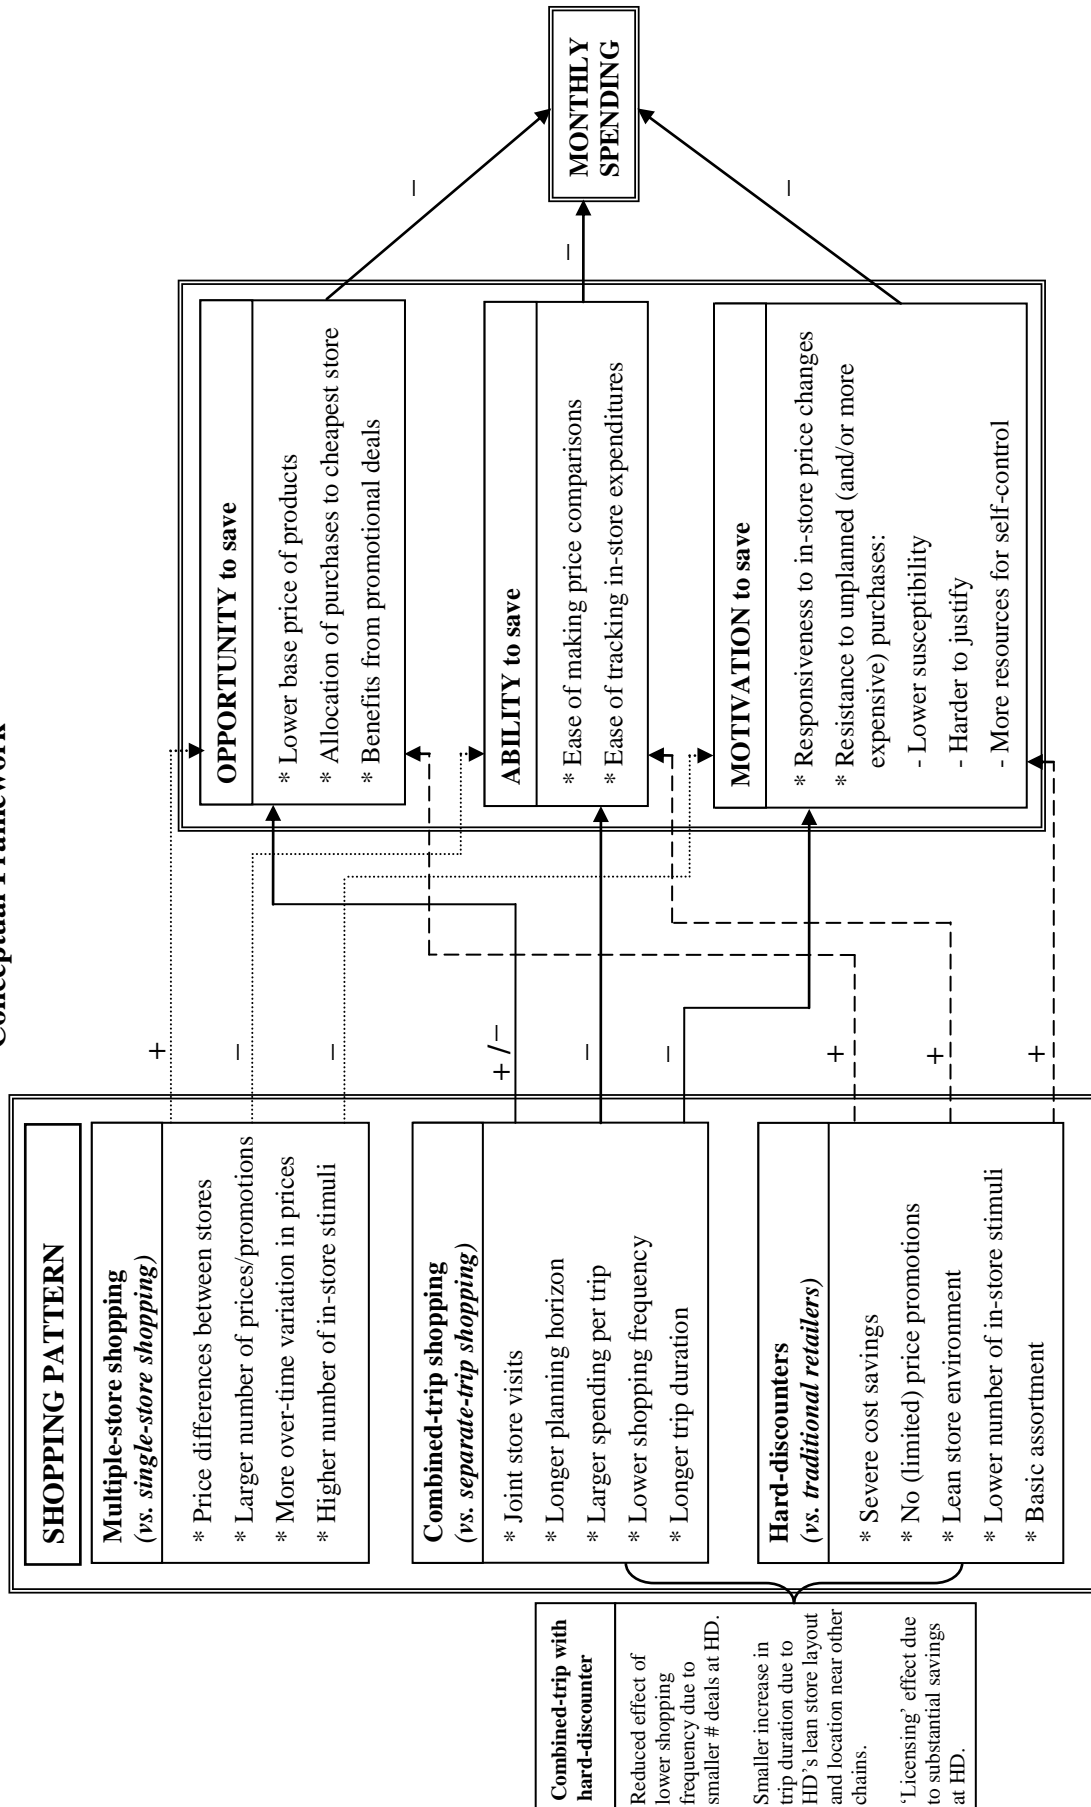 Conceptual Framework
SHOPPING PATTERN
Multiple-store shopping
(vs. single-store shopping)
* Price differences between stores
* Larger number of prices/promotions
* More over-time variation in prices
* Higher number of in-store stimuli
Combined-trip shopping
(vs. separate-trip shopping)
* Joint store visits
* Longer planning horizon
* Larger spending per trip
* Lower shopping frequency
* Longer trip duration
Hard-discounters
(vs. traditional retailers)
* Severe cost savings
* No (limited) price promotions
* Lean store environment
* Lower number of in-store stimuli
* Basic assortment
Combined-trip with
hard-discounter
Reduced effect of
lower shopping
frequency due to
smaller # deals at HD.
Smaller increase in
trip duration due to
HD's lean store layout
and location near other
chains.
'Licensing' effect due
to substantial savings
at HD.
+
–
–
+/–
–
–
+
+
+
OPPORTUNITY to save
* Lower base price of products
* Allocation of purchases to cheapest store
* Benefits from promotional deals
ABILITY to save
* Ease of making price comparisons
* Ease of tracking in-store expenditures
MOTIVATION to save
* Responsiveness to in-store price changes
* Resistance to unplanned (and/or more
expensive) purchases:
- Lower susceptibility
- Harder to justify
- More resources for self-control
–
–
–
MONTHLY
SPENDING